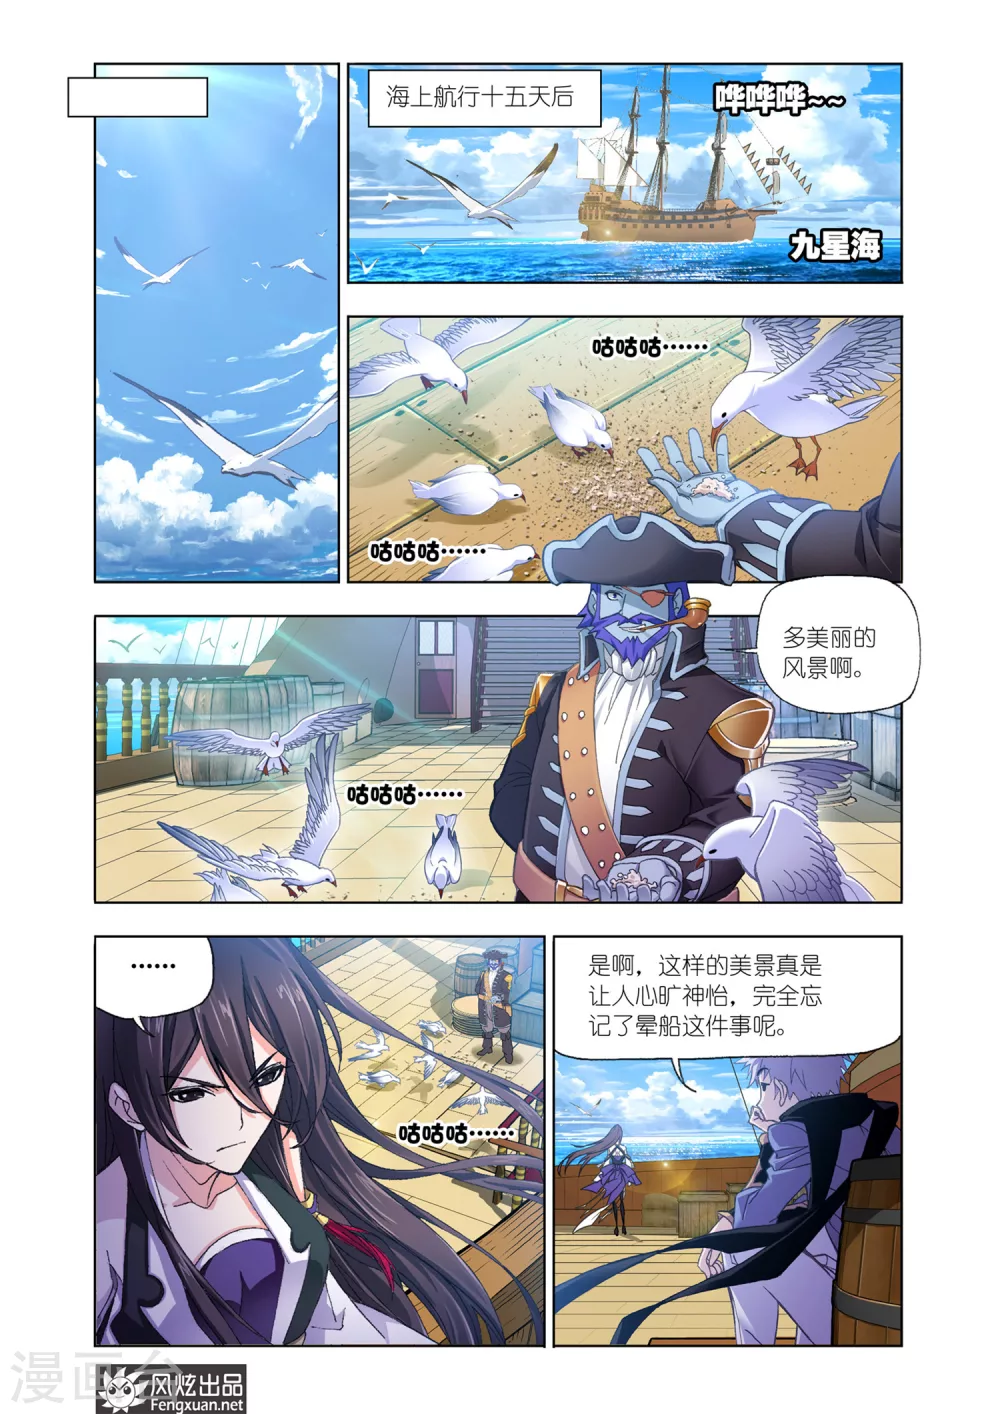 海上航行十五天后
哗哗哗~~
九星海
咕咕咕……
咕咕咕……
多美丽的
风景啊。
咕咕咕……
……
咕咕咕……
是啊，这样的美景真是
让人心旷神怡，完全忘
记了晕船这件事呢。
漫画台
风炫出品
Fengxuan.net